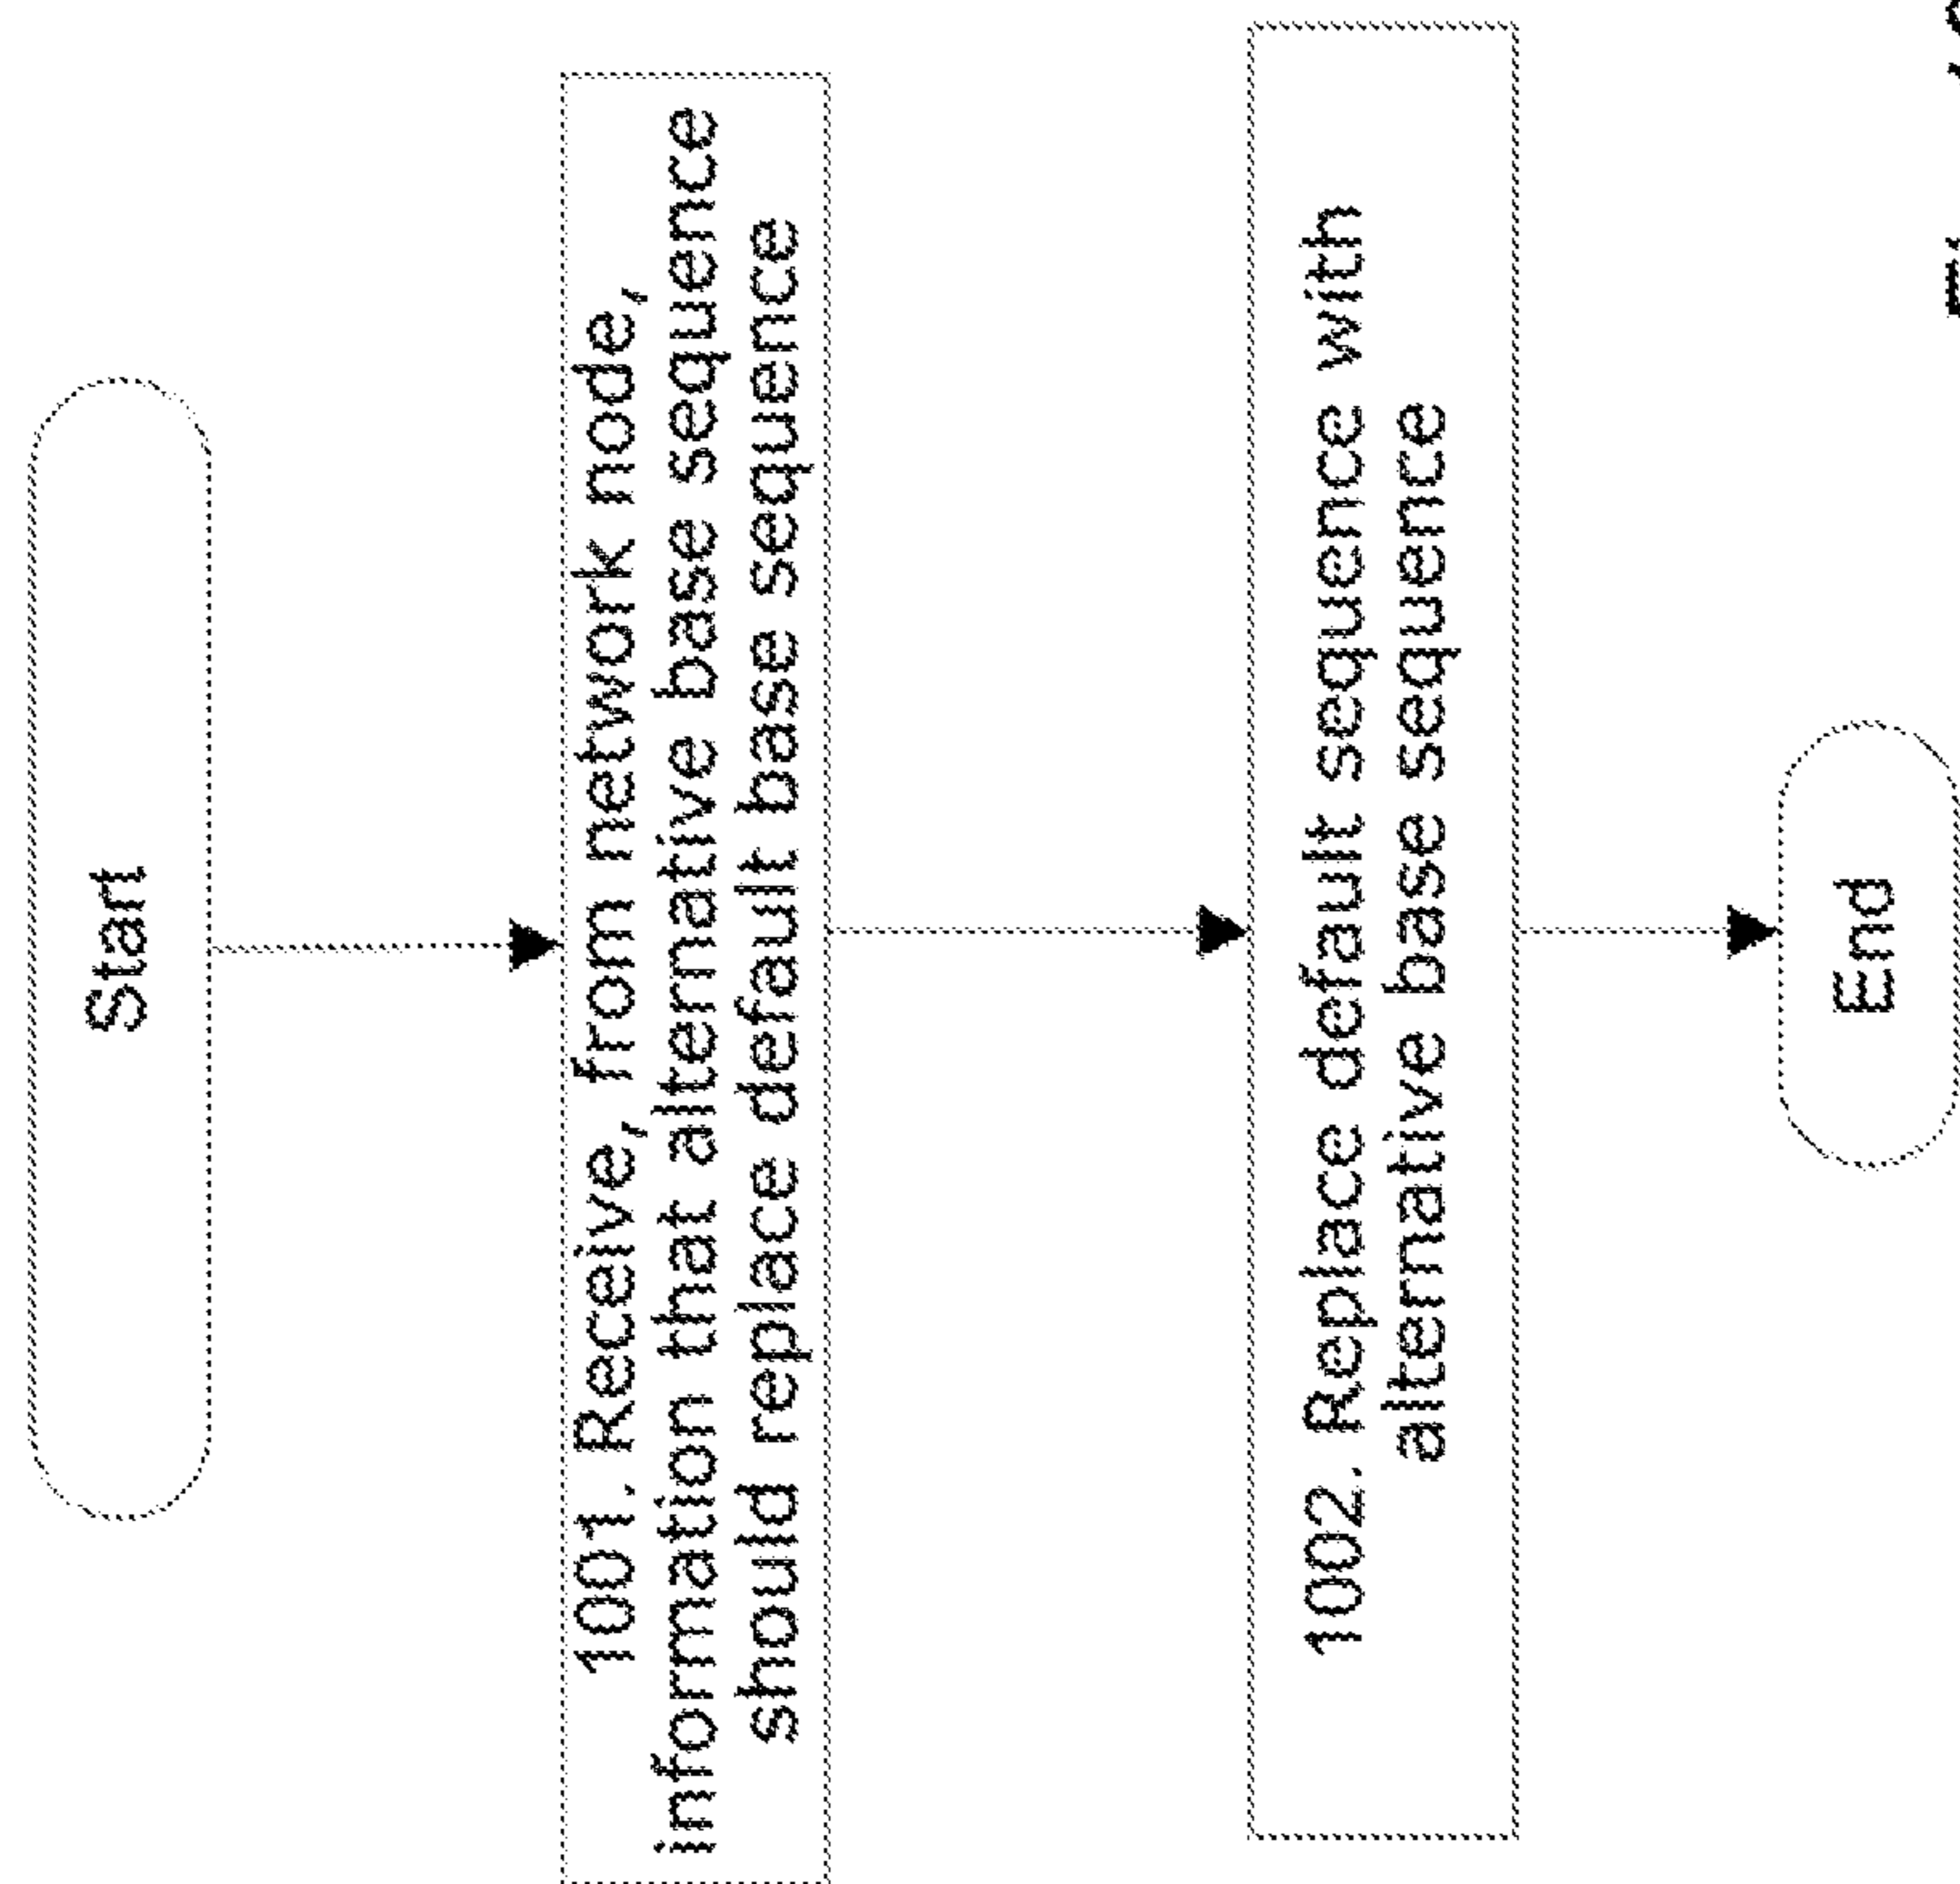 Start
1001. Receive, from network node,
information that alternative base sequence
should replace default base sequence
1002. Replace default sequence with
alternative base sequence
End